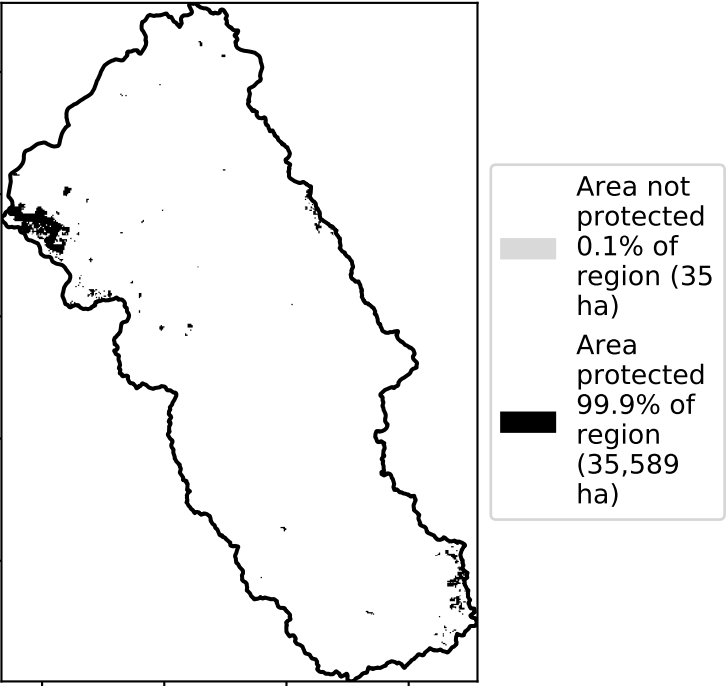 Area not
protected
0.1% of
region (35
ha)
Area
protected
99.9% of
region
(35,589
ha)